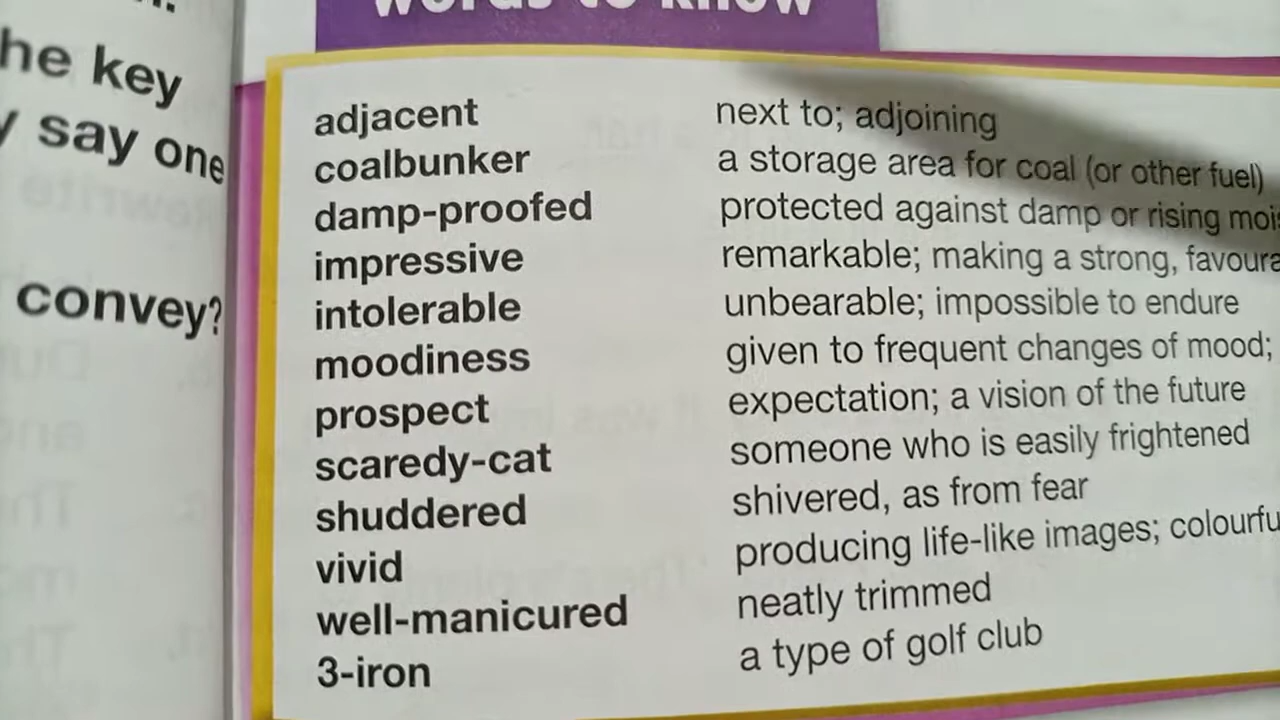 words to know
he key
say one
convey?
adjacent next to; adjoining
coalbunker a storage area for coal (or other fuel)
damp-proofed protected against damp or rising
impressive remarkable; making a strong,
intolerable unbearable; impossible to endure
moodiness given to frequent changes of mood;
prospect expectation; a vision of the future
scaredy-cat someone who is easily frightened
shuddered shivered, as from fear
vivid producing life-like images;
well-manicured neatly trimmed
3-iron a type of golf club